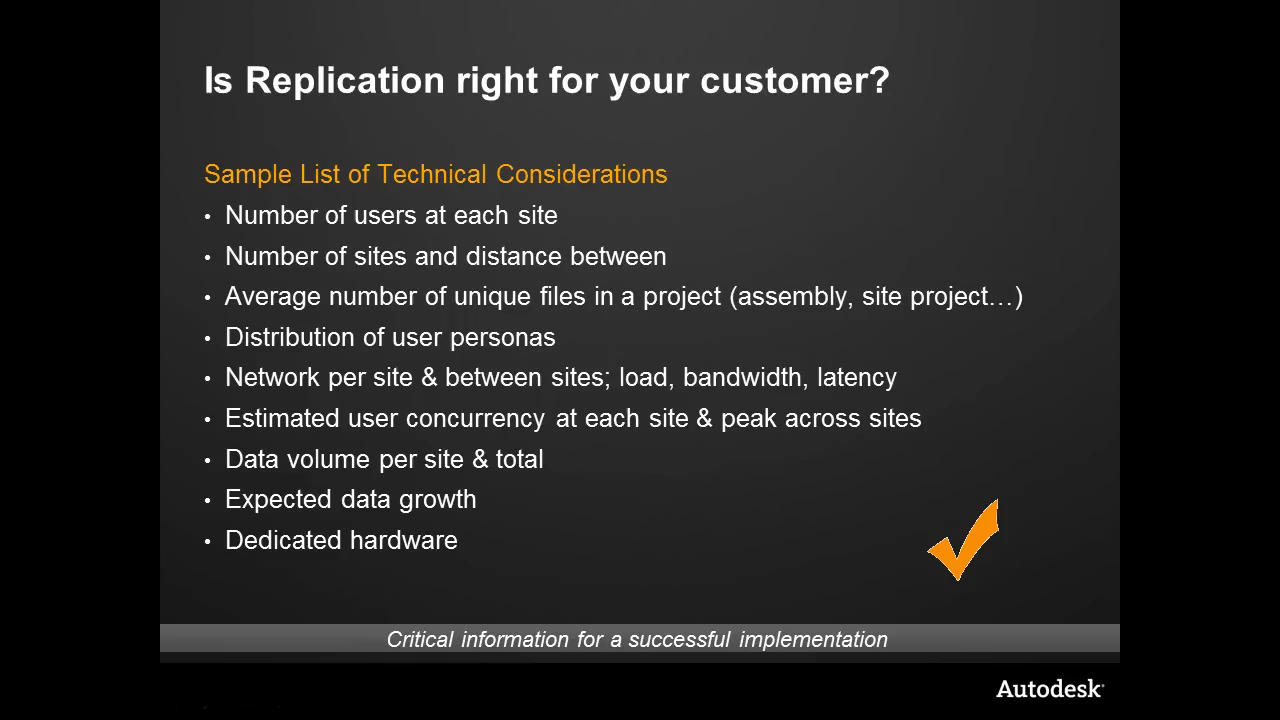 Is Replication right for your customer?
Sample List of Technical Considerations
• Number of users at each site
• Number of sites and distance between
• Average number of unique files in a project (assembly, site project…)
• Distribution of user personas
• Network per site & between sites; load, bandwidth, latency
• Estimated user concurrency at each site & peak across sites
• Data volume per site & total
• Expected data growth
• Dedicated hardware
Critical information for a successful implementation
Autodesk